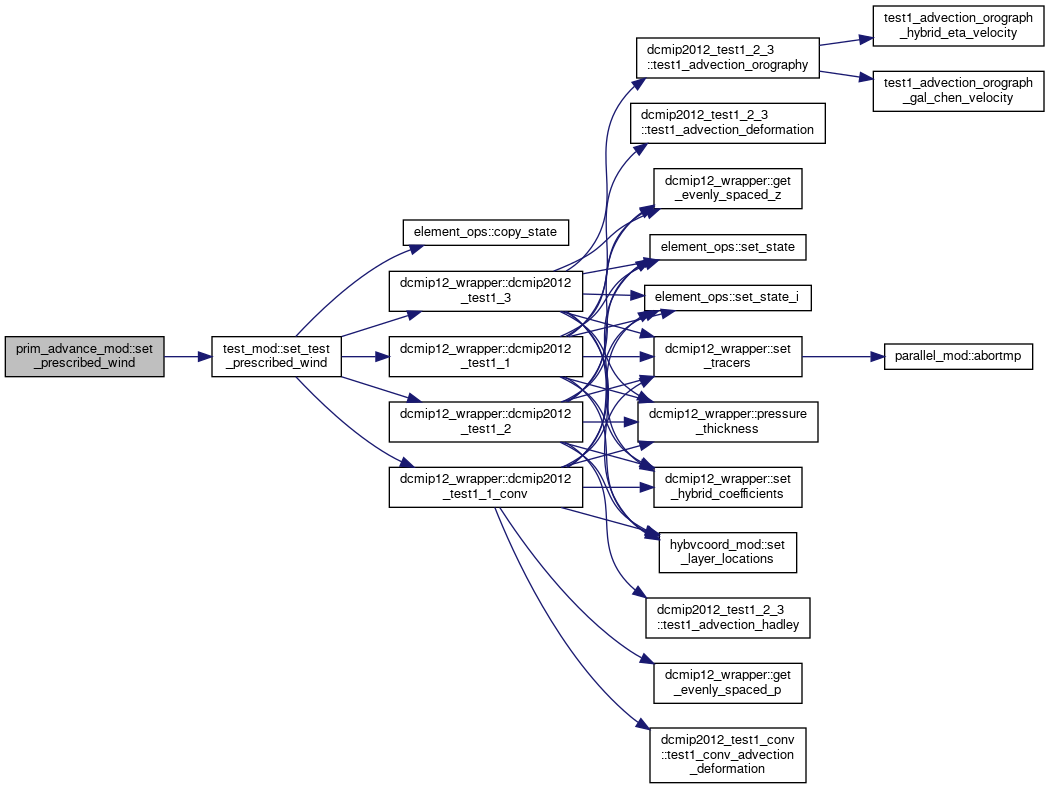 prim_advance_mod::set
_prescribed_wind
test_mod::set_test
_prescribed_wind
element_ops::copy_state
dcmip12_wrapper::dcmip2012
_test1_3
dcmip12_wrapper::dcmip2012
_test1_1
dcmip12_wrapper::dcmip2012
_test1_2
dcmip12_wrapper::dcmip2012
_test1_1_conv
dcmip2012_test1_2_3
::test1_advection_orography
dcmip2012_test1_2_3
::test1_advection_deformation
dcmip12_wrapper::get
_evenly_spaced_z
element_ops::set_state
element_ops::set_state_i
dcmip12_wrapper::set
_tracers
dcmip12_wrapper::pressure
_thickness
dcmip12_wrapper::set
_hybrid_coefficients
hybvcoord_mod::set
_layer_locations
dcmip2012_test1_2_3
::test1_advection_hadley
dcmip12_wrapper::get
_evenly_spaced_p
dcmip2012_test1_conv
::test1_conv_advection
_deformation
test1_advection_orograph
_hybrid_eta_velocity
test1_advection_orograph
_gal_chen_velocity
parallel_mod::abortmp